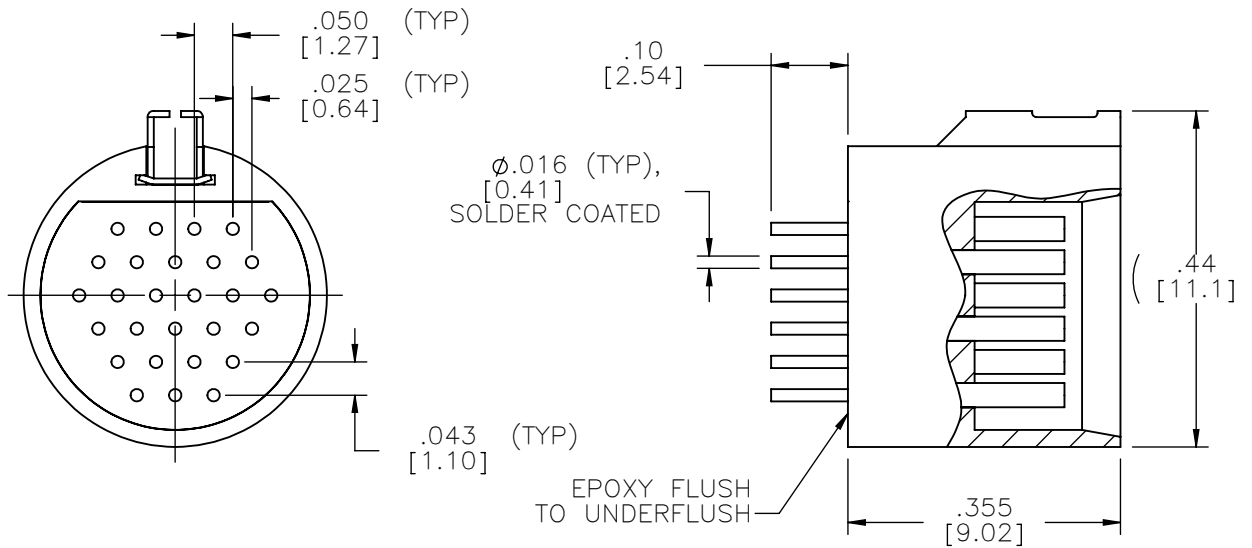 .050 (TYP)
[1.27]
.025 (TYP)
[0.64]
.10
[2.54]
Ø.016 (TYP),
[0.41]
SOLDER COATED
( .44
[11.1]
.043 (TYP)
[1.10]
EPOXY FLUSH
TO UNDERFLUSH
.355
[9.02]